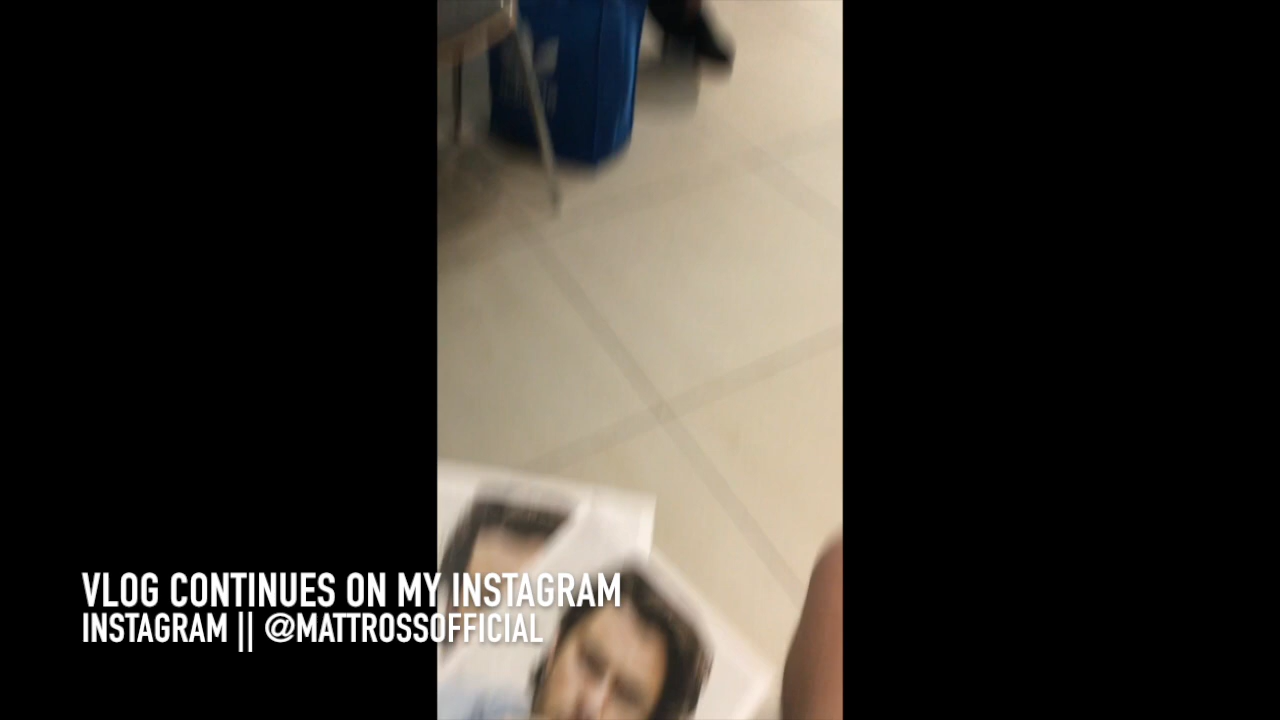 VLOG CONTINUES ON MY INSTAGRAM
INSTAGRAM || @MATTROSSOFFICIAL